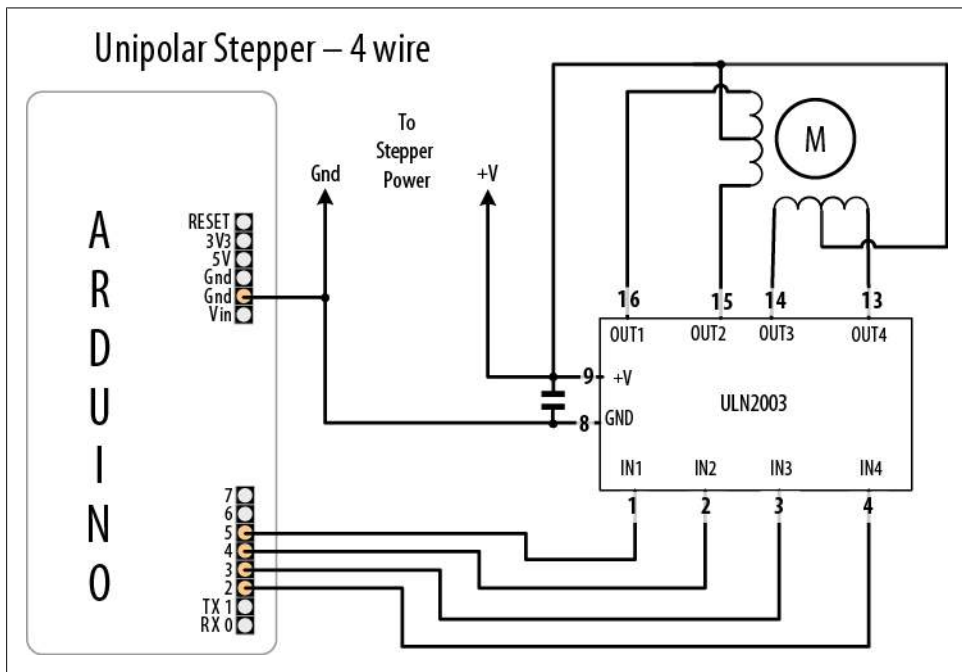 Unipolar Stepper – 4 wire
To
Stepper
Power
Gnd
+V
M
ARDUINO
RESET
3V3
5V
Gnd
Gnd
Vin
16
15
14
13
OUT1
OUT2
OUT3
OUT4
9
+V
ULN2003
8
GND
IN1
IN2
IN3
IN4
1
2
3
4
7
6
5
4
3
2
TX 1
RX 0